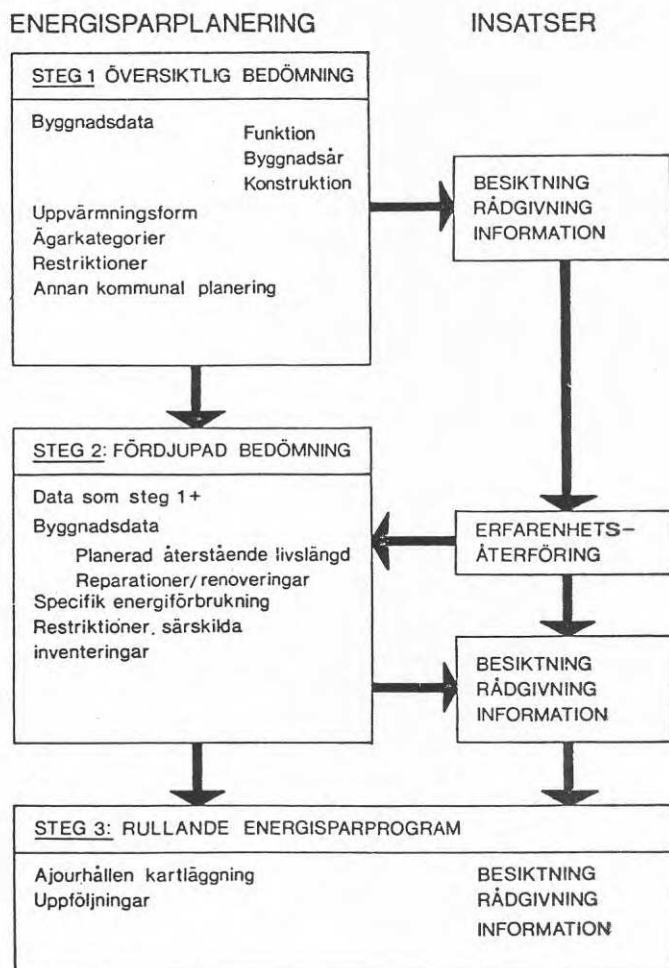 ENERGISPARPLANERING
INSATSER
STEG 1 ÖVERSIKTLIG BEDÖMNING
Byggnadsdata
Funktion
Byggnadsår
Konstruktion
Uppvärmningsform
Ägarkategorier
Restriktioner
Annan kommunal planering
BESIKTNING
RÅDGIVNING
INFORMATION
STEG 2: FÖRDJUPAD BEDÖMNING
Data som steg 1+
Byggnadsdata
Planerad återstående livslängd
Reparationer/renoveringar
Specifik energiförbrukning
Restriktioner, särskilda
inventeringar
ERFARENHETS-
ÅTERFÖRING
BESIKTNING
RÅDGIVNING
INFORMATION
STEG 3: RULLANDE ENERGISPARPROGRAM
Ajourhållen kartläggning
Uppföljningar
BESIKTNING
RÅDGIVNING
INFORMATION